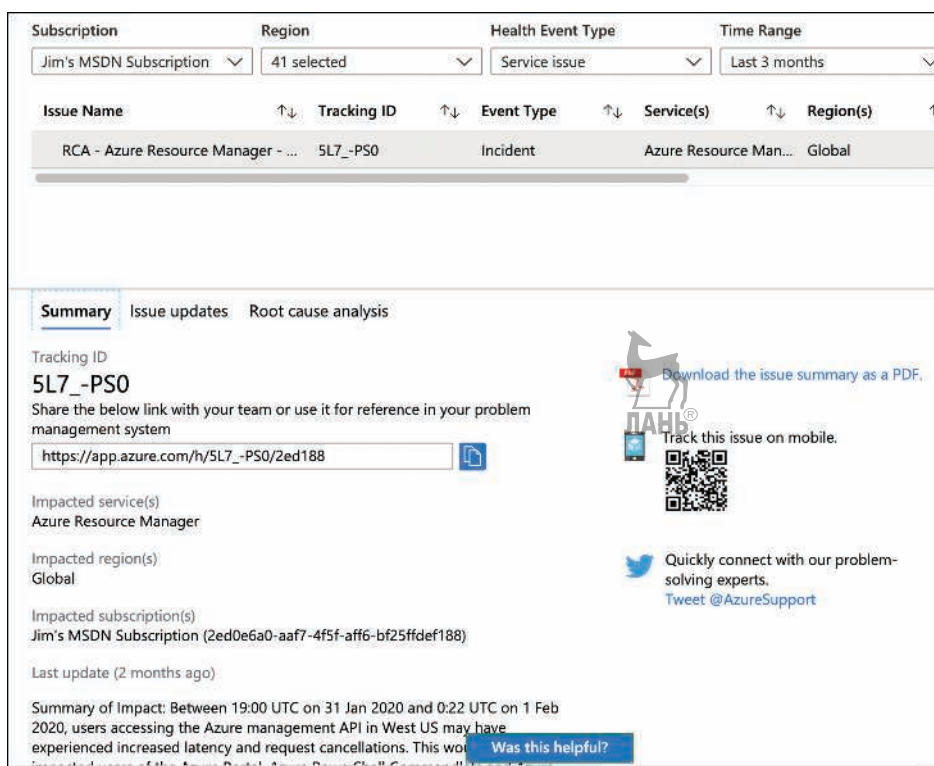 Subscription Region Health Event Type Time Range
Jim's MSDN Subscription 41 selected Service issue Last 3 months
Issue Name Tracking ID Event Type Service(s) Region(s)
RCA - Azure Resource Manager - ... 5L7_-PS0 Incident Azure Resource Man... Global
Summary Issue updates Root cause analysis
Tracking ID
5L7_-PS0
Share the below link with your team or use it for reference in your problem
management system
https://app.azure.com/h/5L7_-PS0/2ed188
Impacted service(s)
Azure Resource Manager
Impacted region(s)
Global
Impacted subscription(s)
Jim's MSDN Subscription (2ed0e6a0-aaf7-4f5f-aff6-bf25ffdef188)
Last update (2 months ago)
Summary of Impact: Between 19:00 UTC on 31 Jan 2020 and 0:22 UTC on 1 Feb
2020, users accessing the Azure management API in West US may have
experienced increased latency and request cancellations. This
Was this helpful?
Download the issue summary as a PDF.
ЛАНЬ®
Track this issue on mobile.
Quickly connect with our problem-
solving experts.
Tweet @AzureSupport